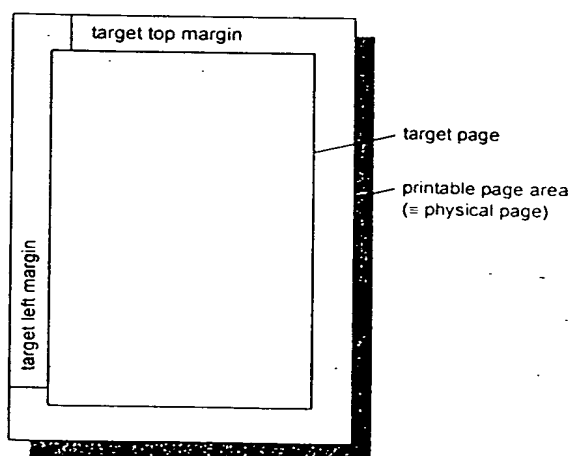 target top margin
target page
printable page area
(≡ physical page)
target left margin